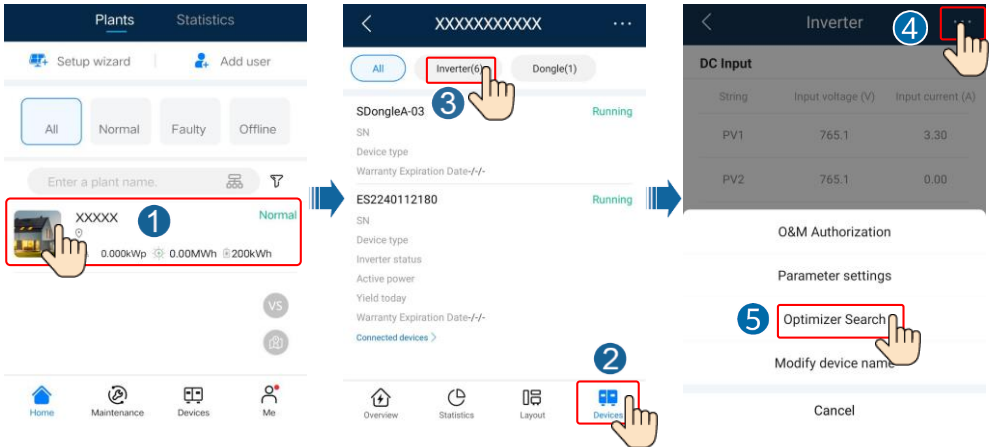 Plants Statistics
Setup wizard Add user
All Normal Faulty Offline
Enter a plant name.
XXXXX Normal
1
0.000kWp 0.00MWh 200kWh
VS
Home Maintenance Devices Me
XXXXXXXXXXX ...
All Inverter(6) Dongle(1)
3
SDongleA-03 Running
SN
Device type
Warranty Expiration Date-/-/-
ES2240112180 Running
SN
Device type
Inverter status
Active power
Yield today
Warranty Expiration Date-/-/-
Connected devices >
2
Overview Statistics Layout Devices
Inverter 4 ...
DC Input
String Input voltage (V) Input current (A)
PV1 765.1 3.30
PV2 765.1 0.00
O&M Authorization
Parameter settings
5 Optimizer Search
Modify device name
Cancel